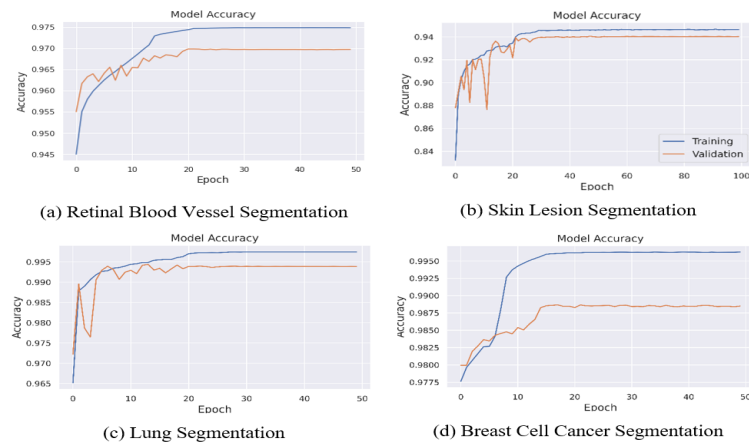 Model Accuracy
Accuracy
0.975
0.970
0.965
0.960
0.955
0.950
0.945
0 10 20 30 40 50
Epoch
(a) Retinal Blood Vessel Segmentation
Model Accuracy
Accuracy
0.94
0.92
0.90
0.88
0.86
0.84
Training
Validation
0 20 40 60 80 100
Epoch
(b) Skin Lesion Segmentation
Model Accuracy
Accuracy
0.995
0.990
0.985
0.980
0.975
0.970
0.965
0 10 20 30 40 50
Epoch
(c) Lung Segmentation
Model Accuracy
Accuracy
0.9950
0.9925
0.9900
0.9875
0.9850
0.9825
0.9800
0.9775
0 10 20 30 40 50
Epoch
(d) Breast Cell Cancer Segmentation